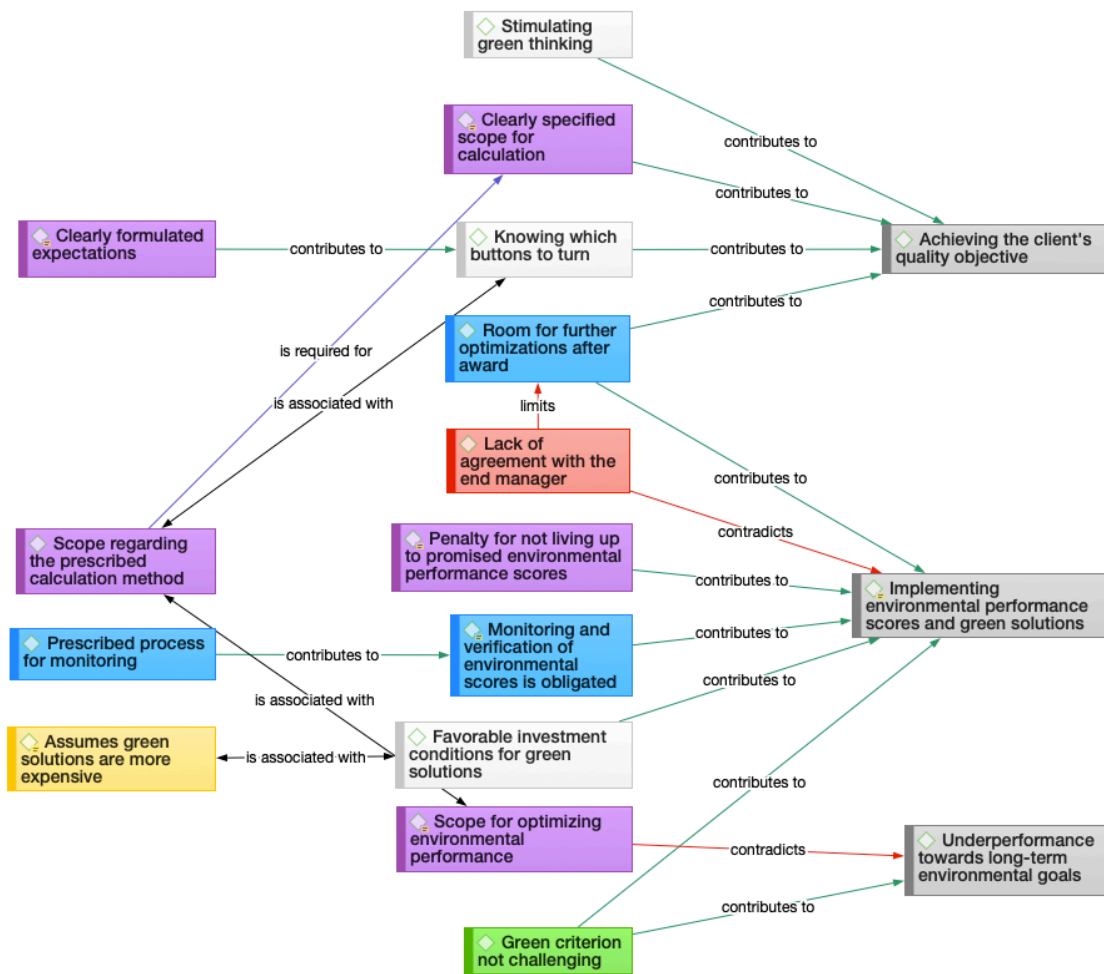 Stimulating
green thinking
contributes to
Clearly specified
scope for
calculation
contributes to
Clearly formulated
expectations
contributes to
Knowing which
buttons to turn
contributes to
Achieving the client's
quality objective
contributes to
Room for further
optimizations after
award
is required for
is associated with
limits
Lack of
agreement with the
end manager
contributes to
contradicts
Scope regarding
the prescribed
calculation method
Penalty for not living up
to promised environmental
performance scores
contributes to
Implementing
environmental performance
scores and green solutions
Prescribed process
for monitoring
contributes to
Monitoring and
verification of
environmental
scores is obligated
contributes to
contributes to
is associated with
Assumes green
solutions are more
expensive
is associated with
Favorable investment
conditions for green
solutions
contributes to
Scope for optimizing
environmental
performance
contradicts
Underperformance
towards long-term
environmental goals
contributes to
Green criterion
not challenging